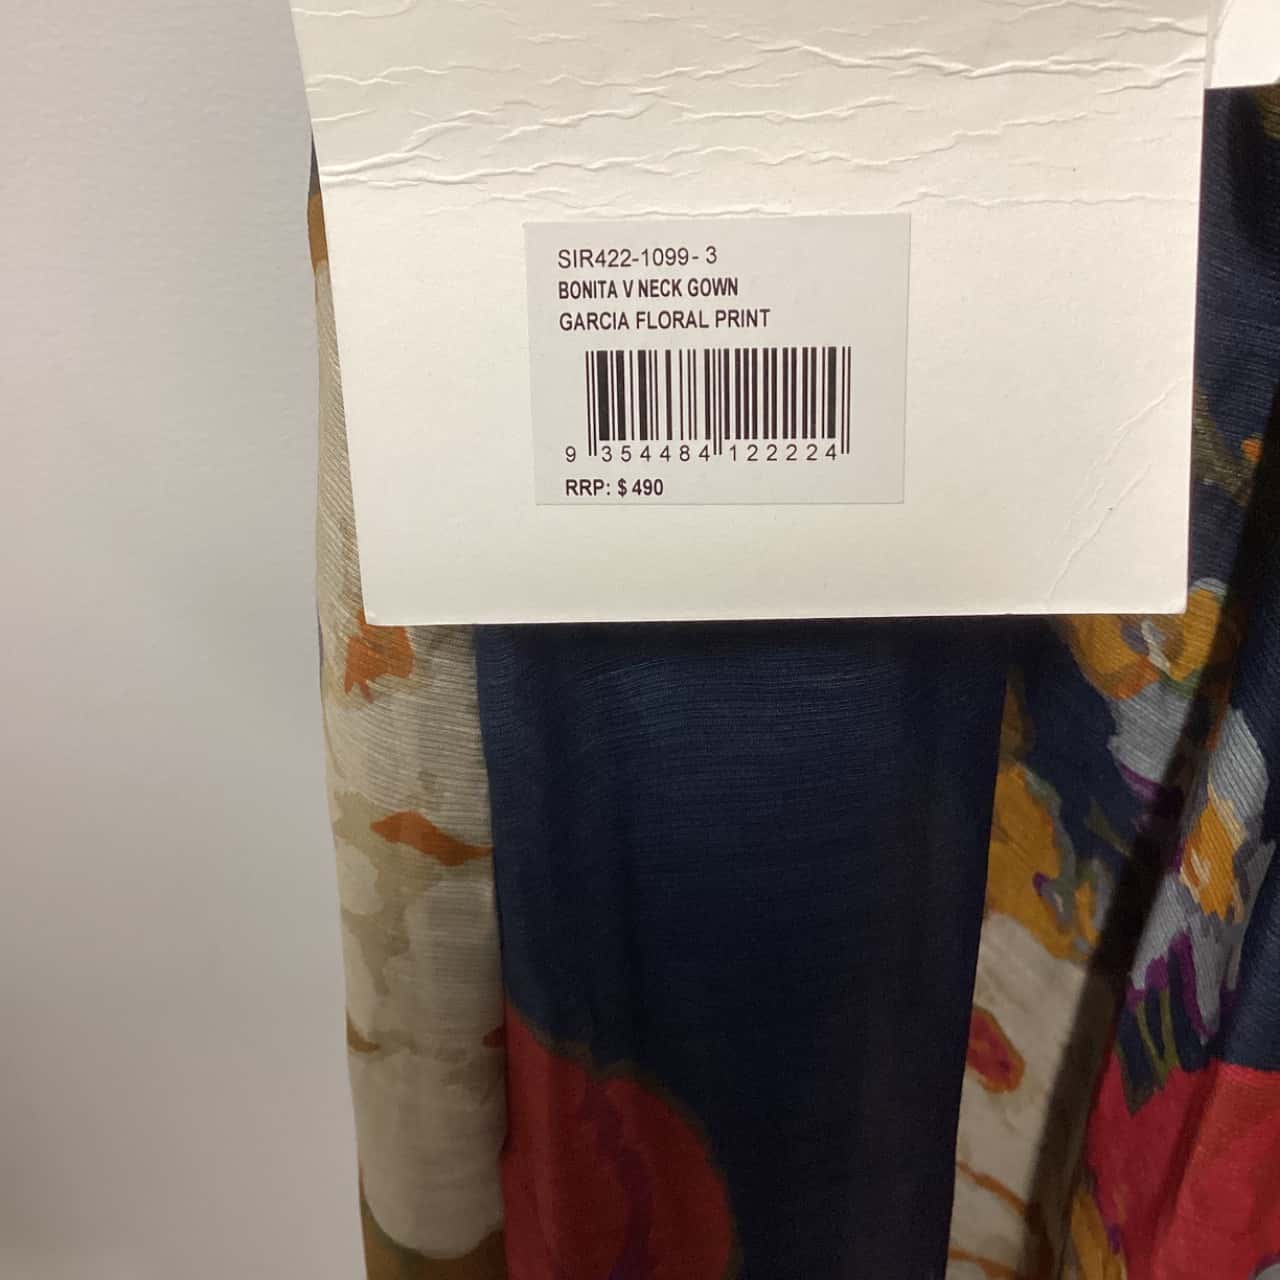 SIR422-1099-3
BONITA V NECK GOWN
GARCIA FLORAL PRINT
9 354484 122224
RRP: $ 490